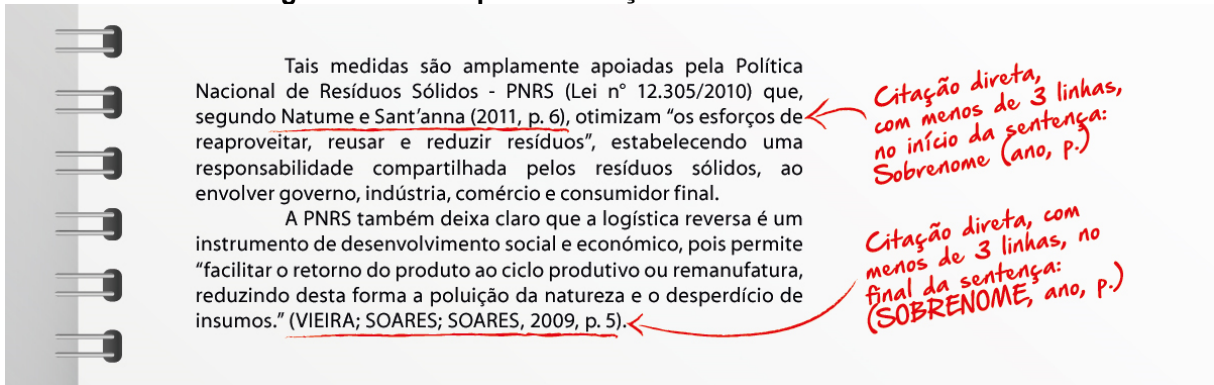 Tais medidas são amplamente apoiadas pela Política
Nacional de Resíduos Sólidos - PNRS (Lei n° 12.305/2010) que,
segundo Natume e Sant’anna (2011, p. 6), otimizam “os esforços de
reaproveitar, reusar e reduzir resíduos”, estabelecendo uma
responsabilidade compartilhada pelos resíduos sólidos, ao
envolver governo, indústria, comércio e consumidor final.
A PNRS também deixa claro que a logística reversa é um
instrumento de desenvolvimento social e económico, pois permite
“facilitar o retorno do produto ao ciclo produtivo ou remanufatura,
reduzindo desta forma a poluição da natureza e o desperdício de
insumos.” (VIEIRA; SOARES; SOARES, 2009, p. 5).
Citação direta,
com menos de 3 linhas,
no início da sentença:
Sobrenome (ano, p.)
Citação direta, com
menos de 3 linhas, no
final da sentença:
(SOBRENOME, ano, p.)